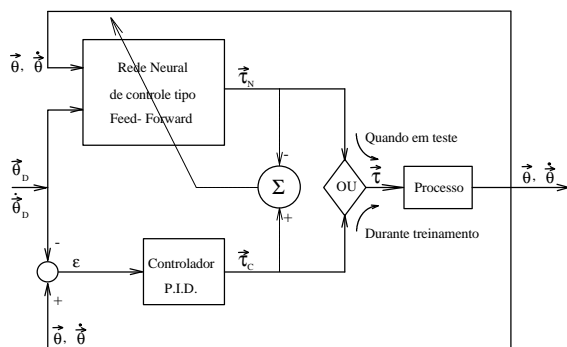 θ, θ̇
Rede Neural
de controle tipo
Feed- Forward
τ_N
-
Quando em teste
Σ
OU
τ
Processo
θ, θ̇
θ_D
θ̇_D
+
Durante treinamento
-
ε
Controlador
P.I.D.
τ_C
+
θ, θ̇